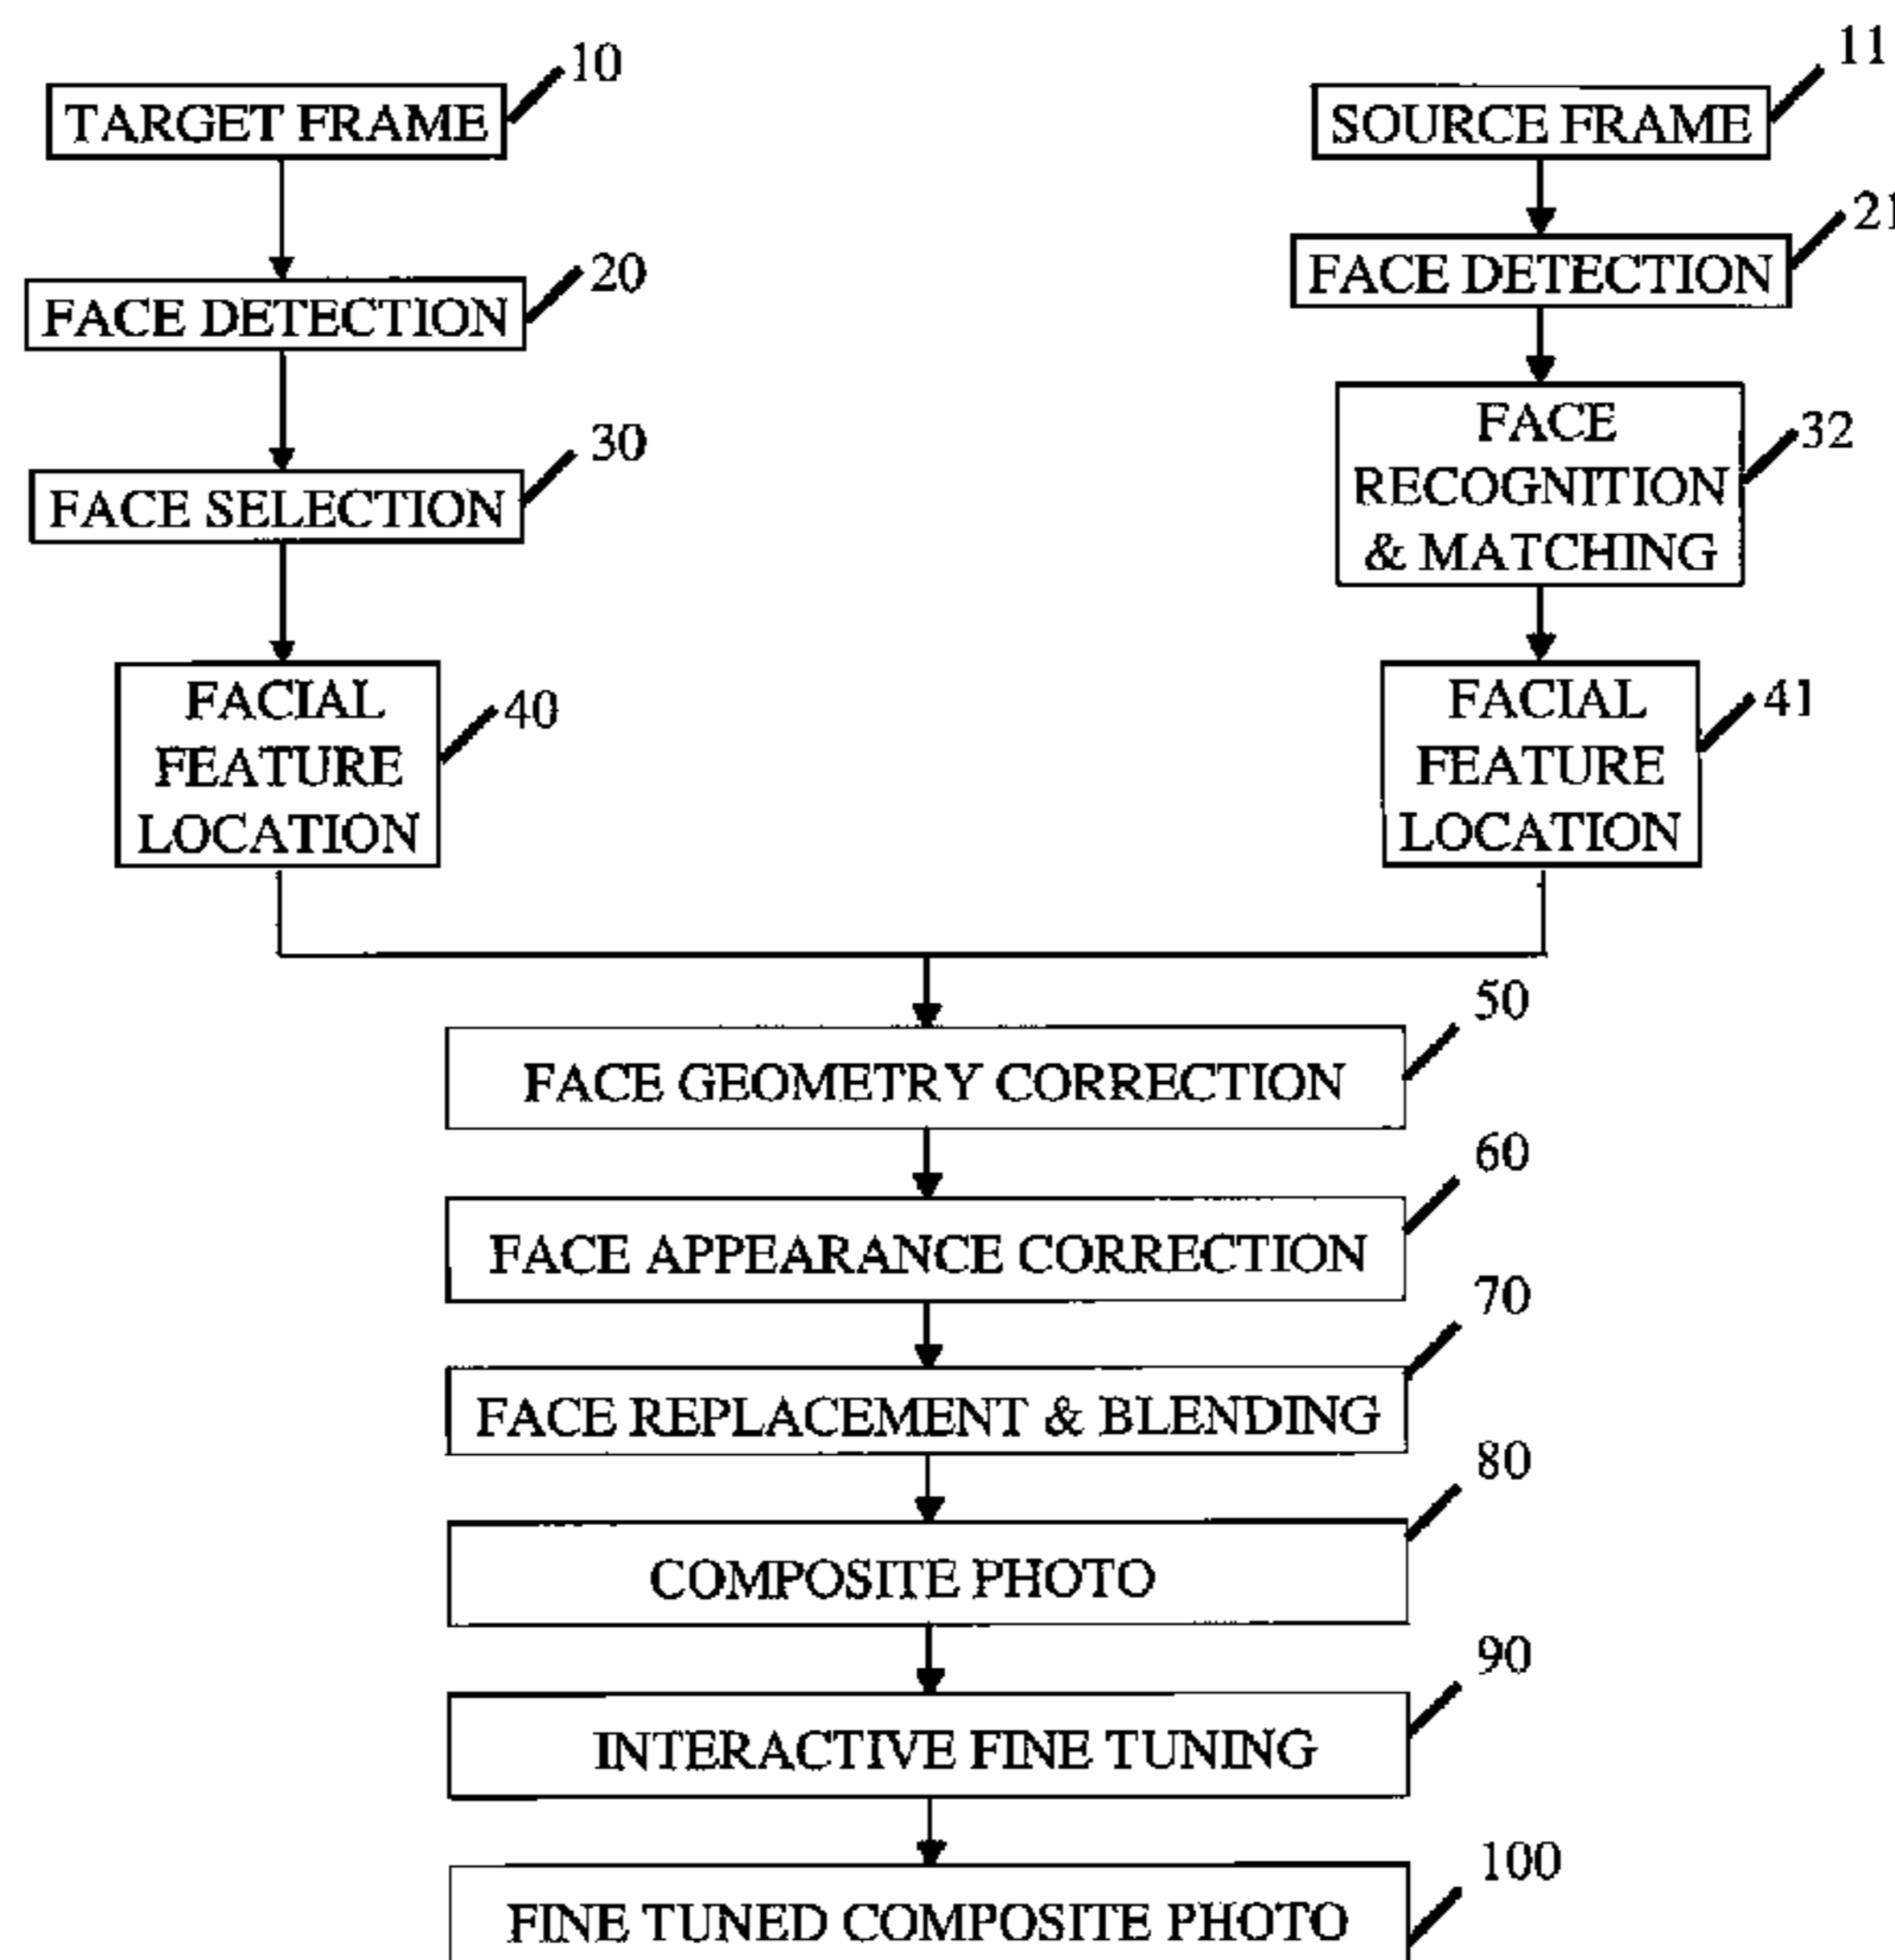 10
TARGET FRAME
20
FACE DETECTION
30
FACE SELECTION
40
FACIAL
FEATURE
LOCATION
11
SOURCE FRAME
21
FACE DETECTION
32
FACE
RECOGNITION
& MATCHING
41
FACIAL
FEATURE
LOCATION
50
FACE GEOMETRY CORRECTION
60
FACE APPEARANCE CORRECTION
70
FACE REPLACEMENT & BLENDING
80
COMPOSITE PHOTO
90
INTERACTIVE FINE TUNING
100
FINE TUNED COMPOSITE PHOTO